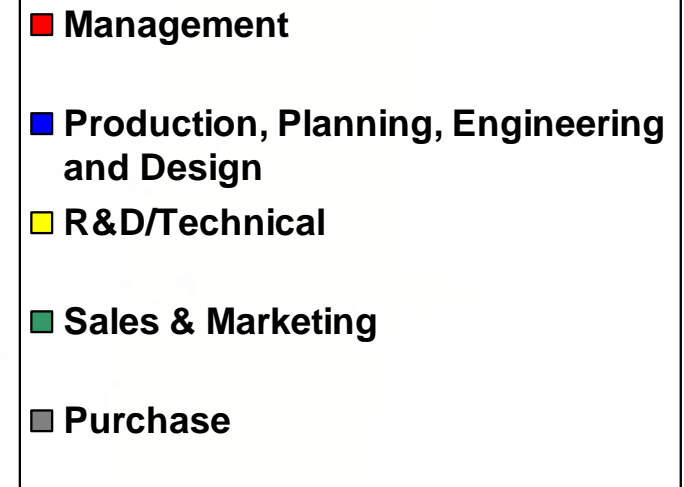 Management
Production, Planning, Engineering
and Design
R&D/Technical
Sales & Marketing
Purchase